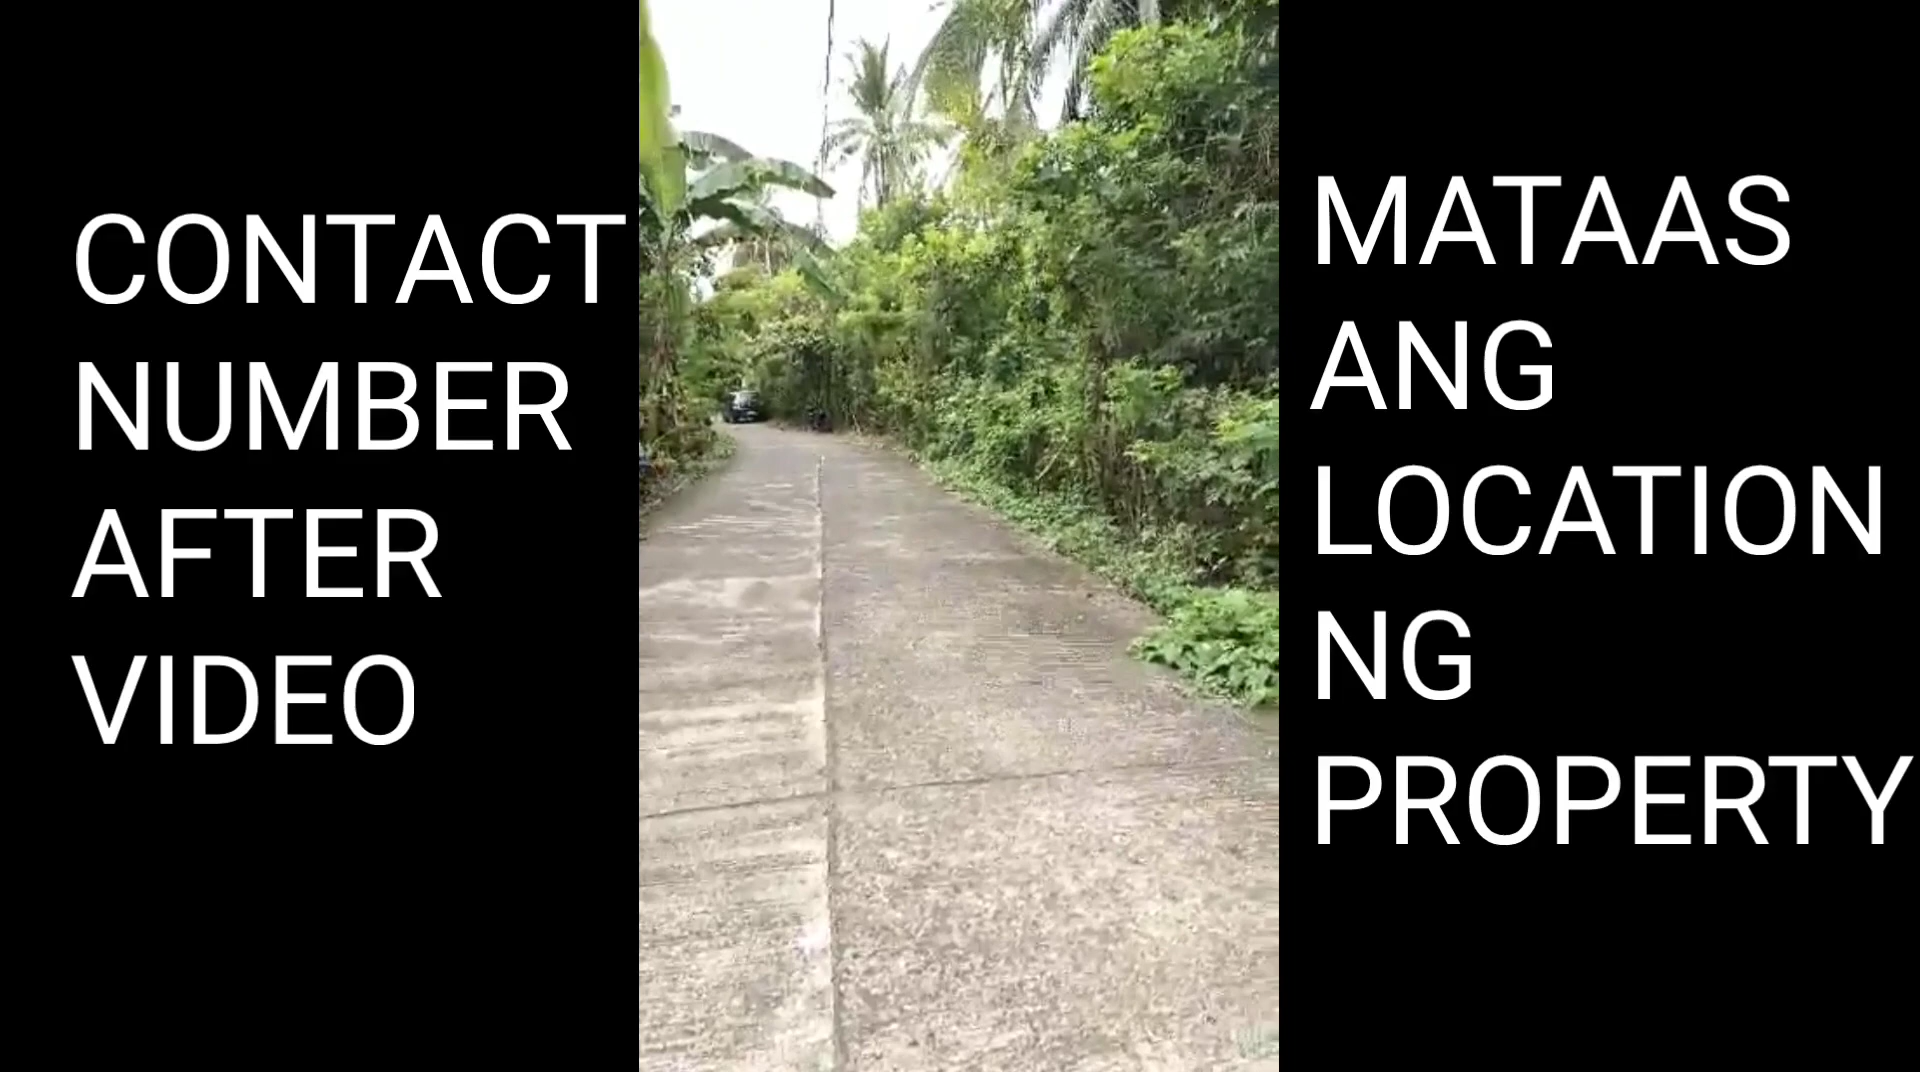 CONTACT
NUMBER
AFTER
VIDEO
MATAAS
ANG
LOCATION
NG
PROPERTY